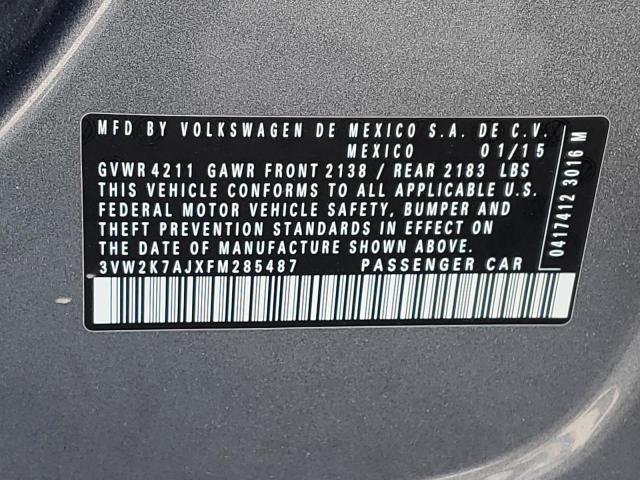 MFD BY VOLKSWAGEN DE MEXICO S.A. DE C.V.
MEXICO 01/15
GVWR 4211 GAWR FRONT 2138 / REAR 2183 LBS
THIS VEHICLE CONFORMS TO ALL APPLICABLE U.S.
FEDERAL MOTOR VEHICLE SAFETY, BUMPER AND
THEFT PREVENTION STANDARDS IN EFFECT ON
THE DATE OF MANUFACTURE SHOWN ABOVE.
3VW2K7AJXFM285487 PASSENGER CAR
0417412 3016 M